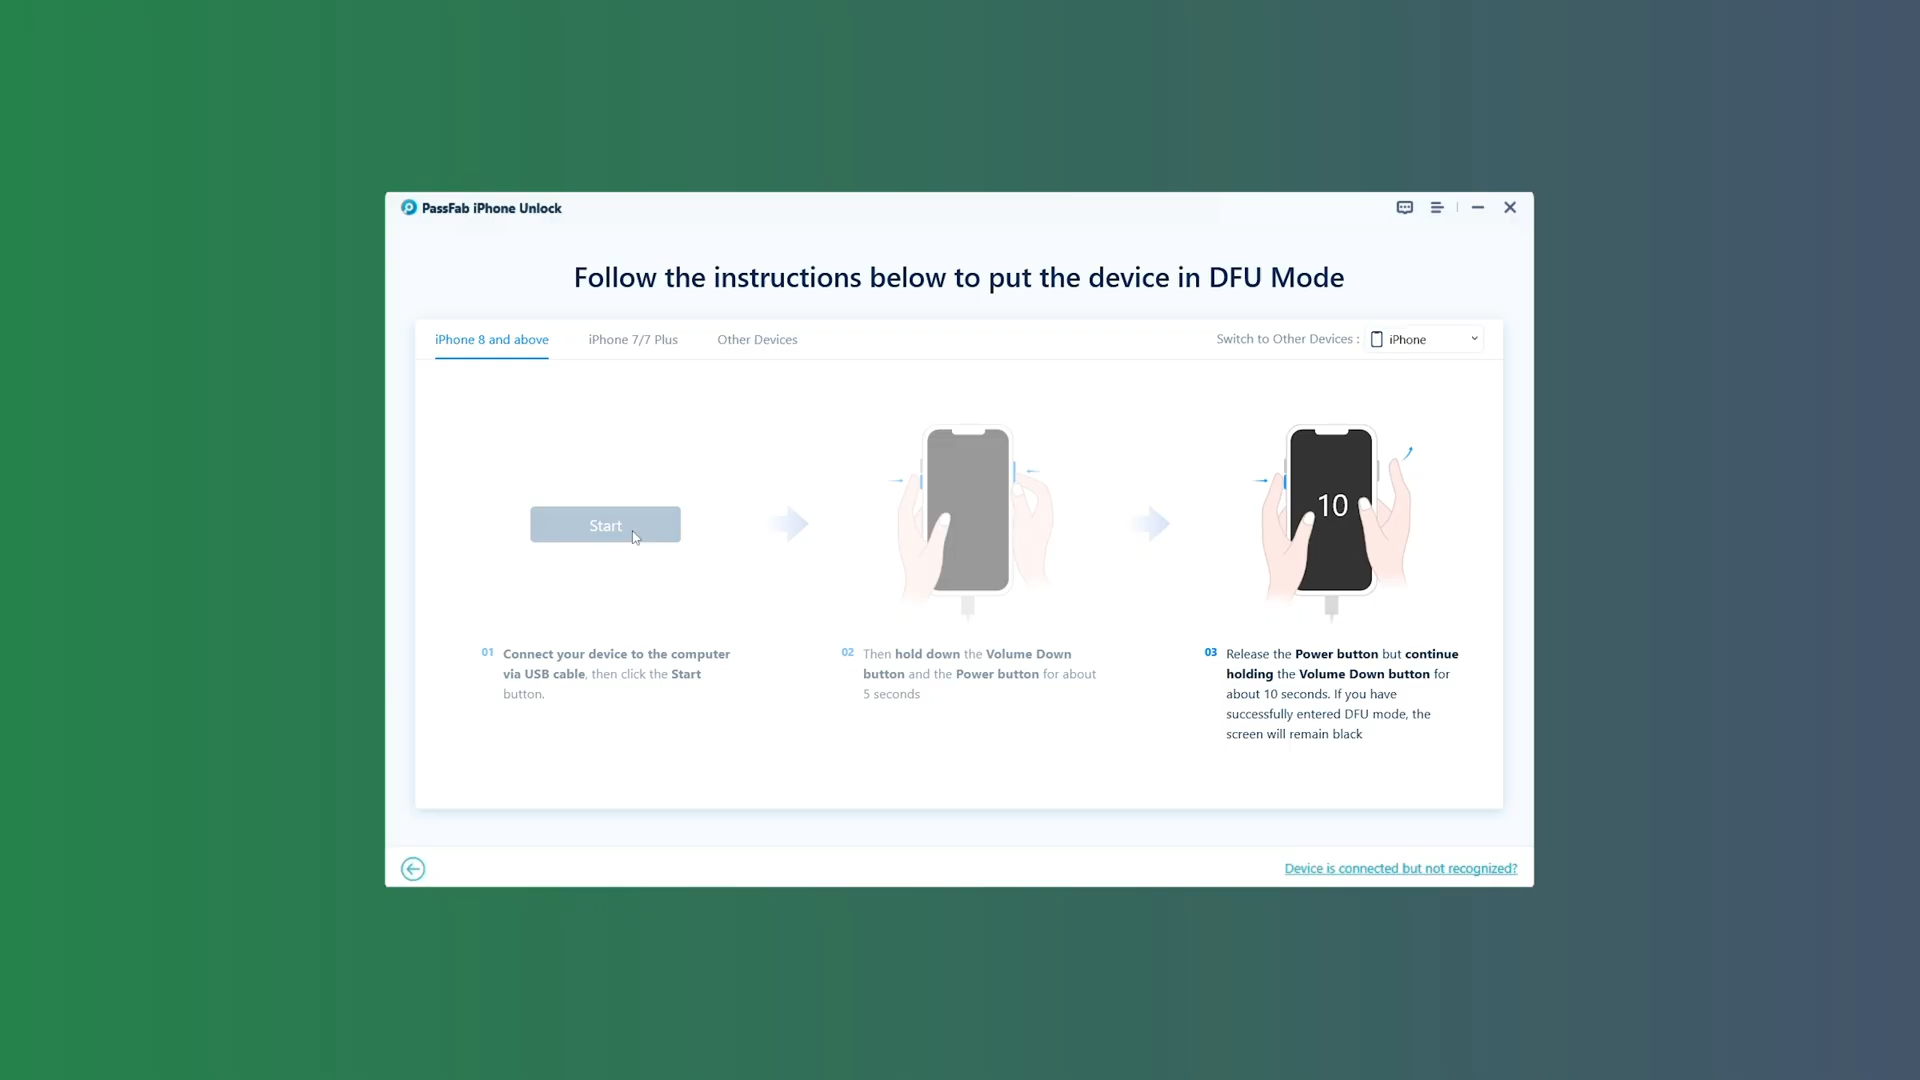 PassFab iPhone Unlock
Follow the instructions below to put the device in DFU Mode
iPhone 8 and above
iPhone 7/7 Plus
Other Devices
Switch to Other Devices :
iPhone
Start
10
01 Connect your device to the computer
via USB cable, then click the Start
button.
02 Then hold down the Volume Down
button and the Power button for about
5 seconds
03 Release the Power button but continue
holding the Volume Down button for
about 10 seconds. If you have
successfully entered DFU mode, the
screen will remain black
Device is connected but not recognized?